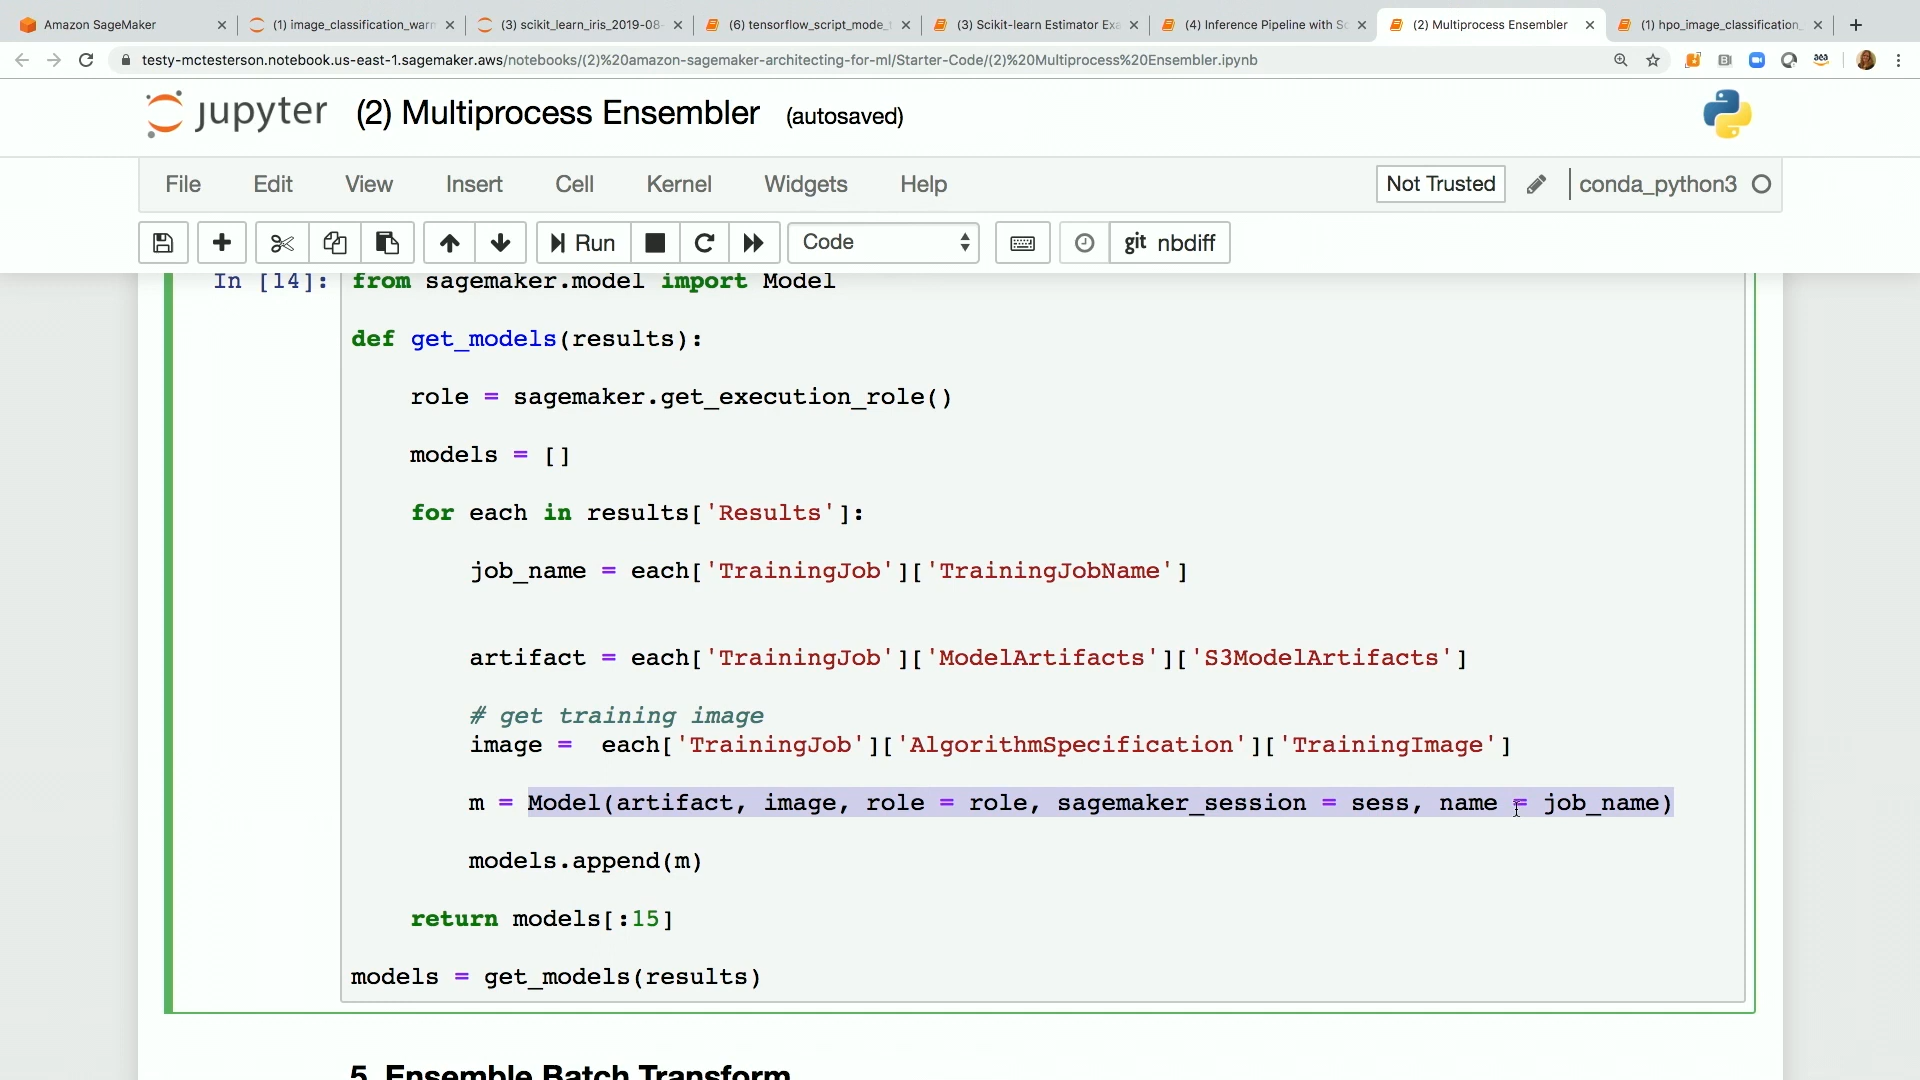 Amazon SageMaker
(1) image_classification_warm
(3) scikit_learn_iris_2019-08-
(6) tensorflow_script_mode_
(3) Scikit-learn Estimator Exa
(4) Inference Pipeline with Sc
(2) Multiprocess Ensembler
(1) hpo_image_classification_
testy-mctesterson.notebook.us-east-1.sagemaker.aws/notebooks/(2)%20amazon-sagemaker-architecting-for-ml/Starter-Code/(2)%20Multiprocess%20Ensembler.ipynb
jupyter (2) Multiprocess Ensembler (autosaved)
File Edit View Insert Cell Kernel Widgets Help Not Trusted conda_python3
Run Code git nbdiff
In [14]: from sagemaker.model import Model
def get_models(results):
role = sagemaker.get_execution_role()
models = []
for each in results['Results']:
job_name = each['TrainingJob']['TrainingJobName']
artifact = each['TrainingJob']['ModelArtifacts']['S3ModelArtifacts']
# get training image
image =  each['TrainingJob']['AlgorithmSpecification']['TrainingImage']
m = Model(artifact, image, role = role, sagemaker_session = sess, name = job_name)
models.append(m)
return models[:15]
models = get_models(results)
5. Ensemble Batch Transform